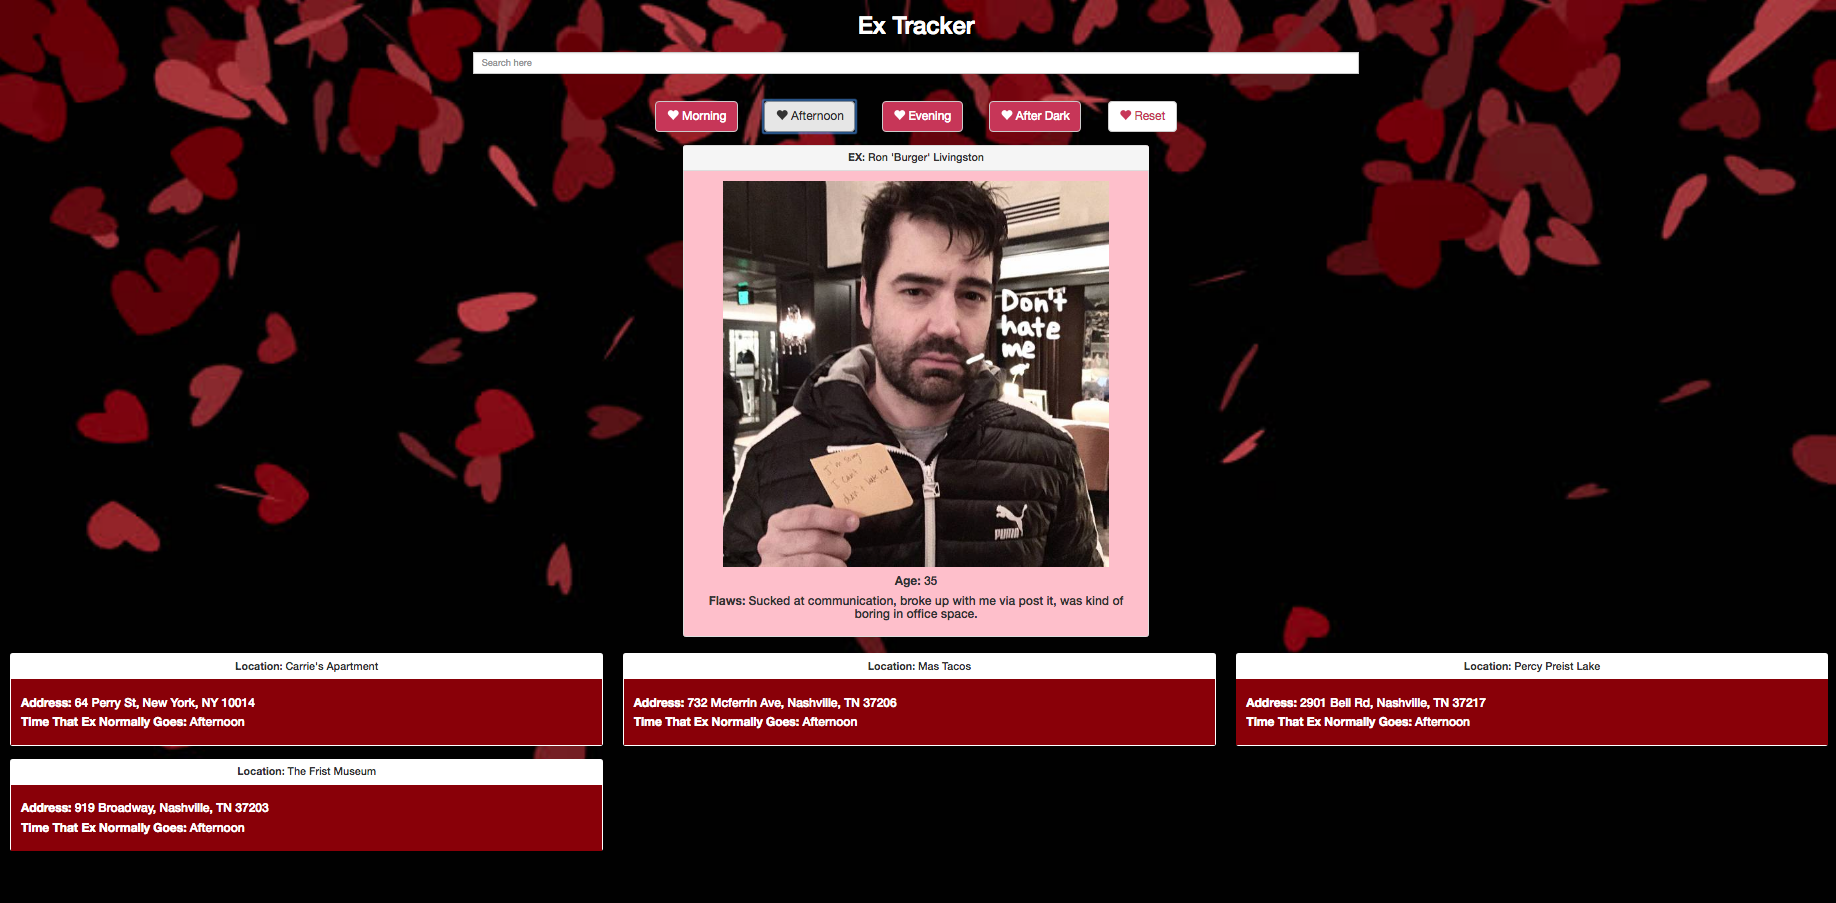 Ex Tracker
Search here
Morning
Afternoon
Evening
After Dark
Reset
EX: Ron 'Burger' Livingston
Don't
hate
me
I'm sorry
I can't
don't hate me
PUMA
Age: 35
Flaws: Sucked at communication, broke up with me via post it, was kind of
boring in office space.
Location: Carrie's Apartment
Address: 64 Perry St, New York, NY 10014
Time That Ex Normally Goes: Afternoon
Location: Mas Tacos
Address: 732 Mcferrin Ave, Nashville, TN 37206
Time That Ex Normally Goes: Afternoon
Location: Percy Preist Lake
Address: 2901 Bell Rd, Nashville, TN 37217
Time That Ex Normally Goes: Afternoon
Location: The Frist Museum
Address: 919 Broadway, Nashville, TN 37203
Time That Ex Normally Goes: Afternoon